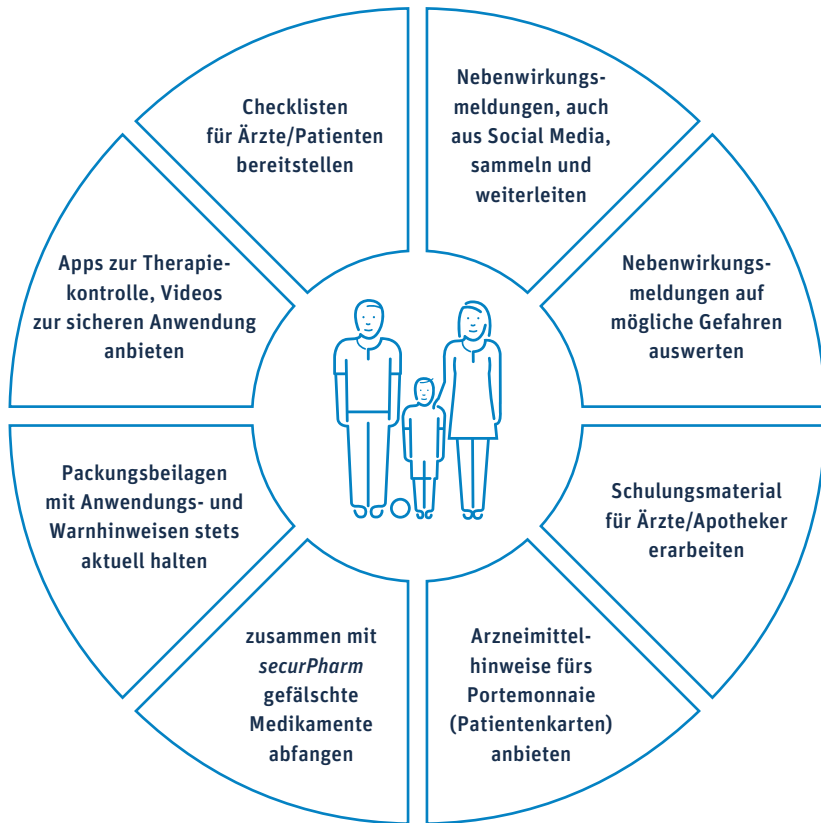 Checklisten
für Ärzte/Patienten
bereitstellen
Nebenwirkungs-
meldungen, auch
aus Social Media,
sammeln und
weiterleiten
Nebenwirkungs-
meldungen auf
mögliche Gefahren
auswerten
Schulungsmaterial
für Ärzte/Apotheker
erarbeiten
Arzneimittel-
hinweise fürs
Portemonnaie
(Patientenkarten)
anbieten
zusammen mit
securPharm
gefälschte
Medikamente
abfangen
Packungsbeilagen
mit Anwendungs- und
Warnhinweisen stets
aktuell halten
Apps zur Therapie-
kontrolle, Videos
zur sicheren Anwendung
anbieten